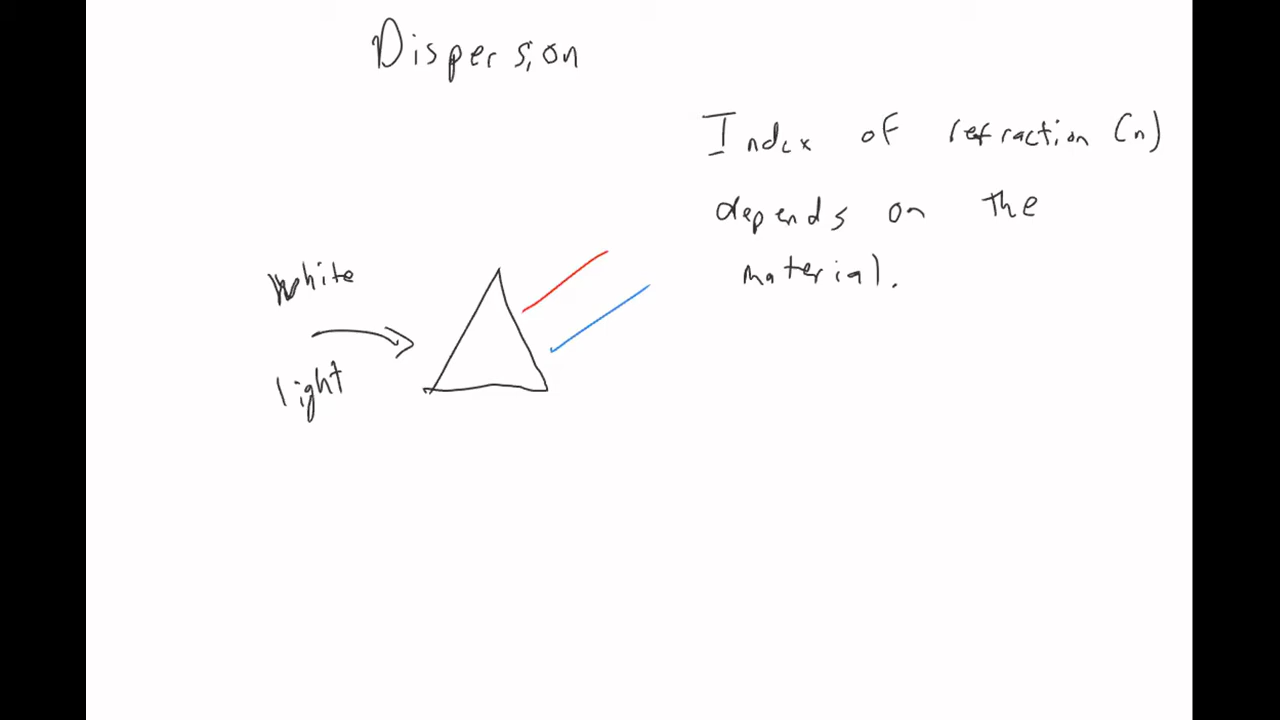 Dispersion
Index of refraction (n)
depends on the
material.
white
light